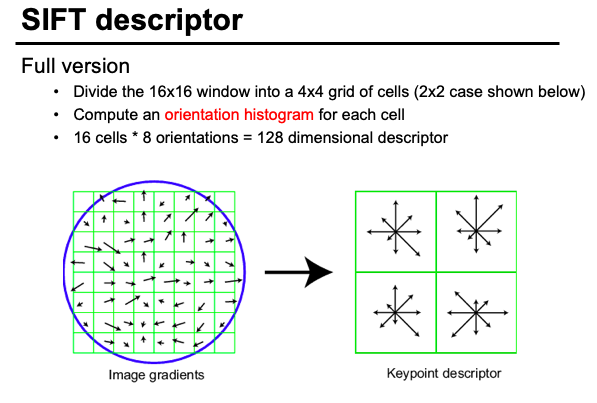 SIFT descriptor
Full version
• Divide the 16x16 window into a 4x4 grid of cells (2x2 case shown below)
• Compute an orientation histogram for each cell
• 16 cells * 8 orientations = 128 dimensional descriptor
Image gradients
Keypoint descriptor